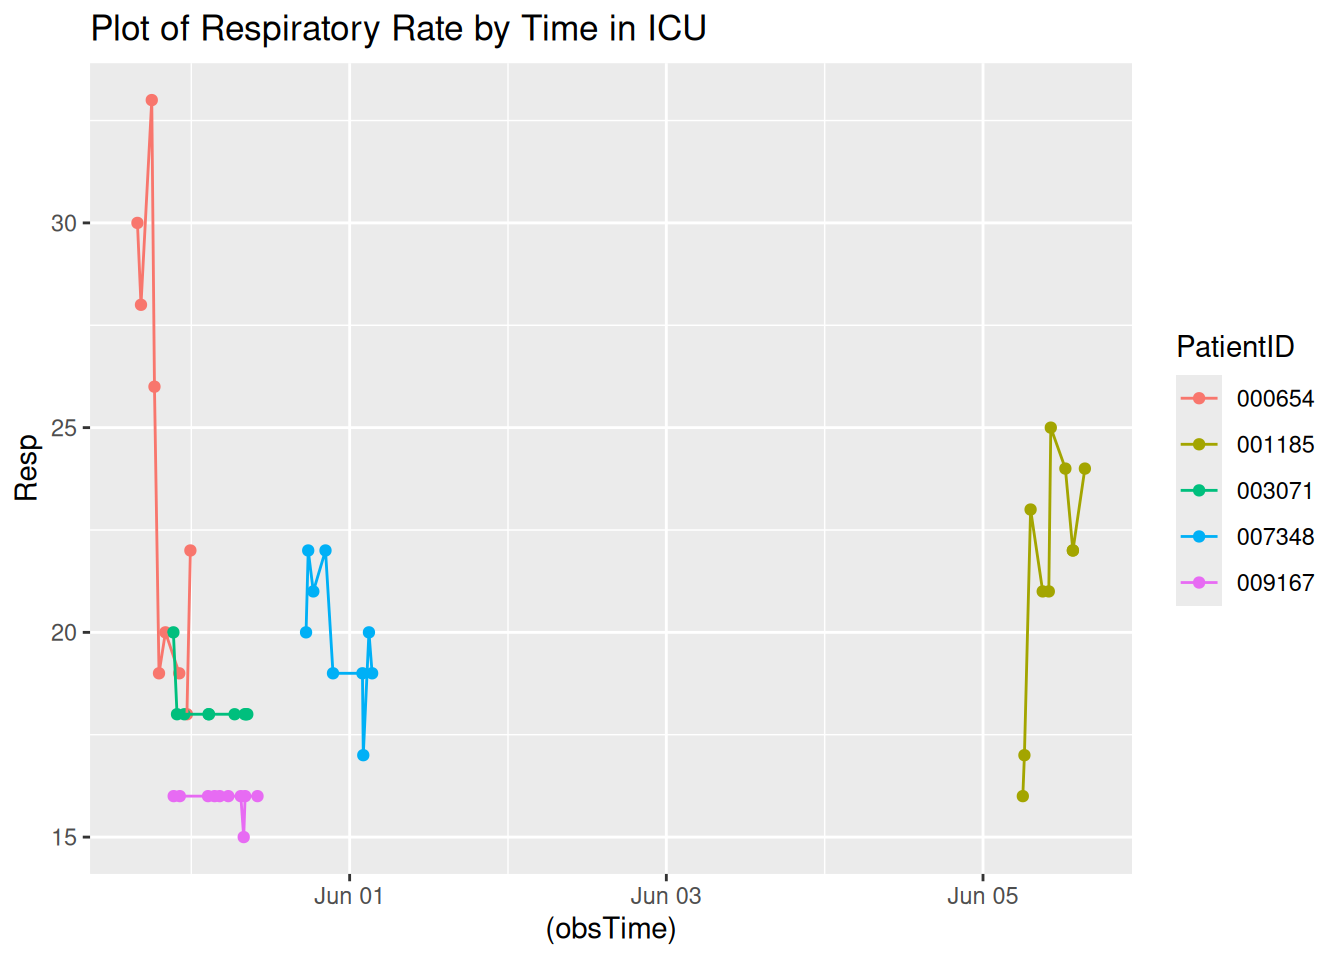 Plot of Respiratory Rate by Time in ICU
Resp
30
25
20
15
Jun 01
Jun 03
Jun 05
(obsTime)
PatientID
000654
001185
003071
007348
009167